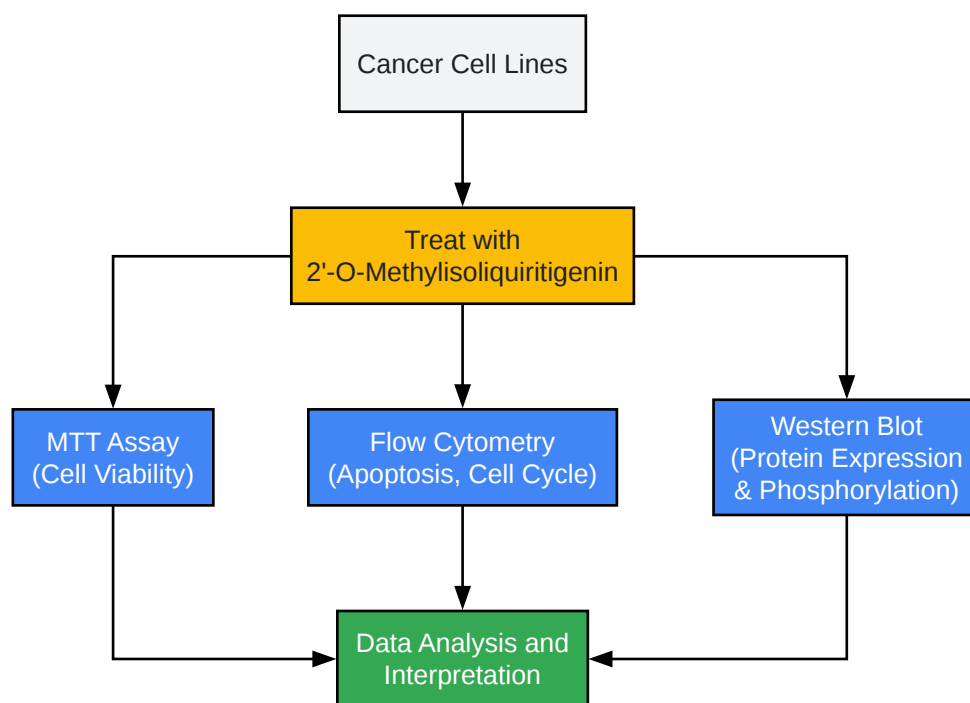 Cancer Cell Lines
Treat with
2'-O-Methylisoliquiritigenin
MTT Assay
(Cell Viability)
Flow Cytometry
(Apoptosis, Cell Cycle)
Western Blot
(Protein Expression
& Phosphorylation)
Data Analysis and
Interpretation